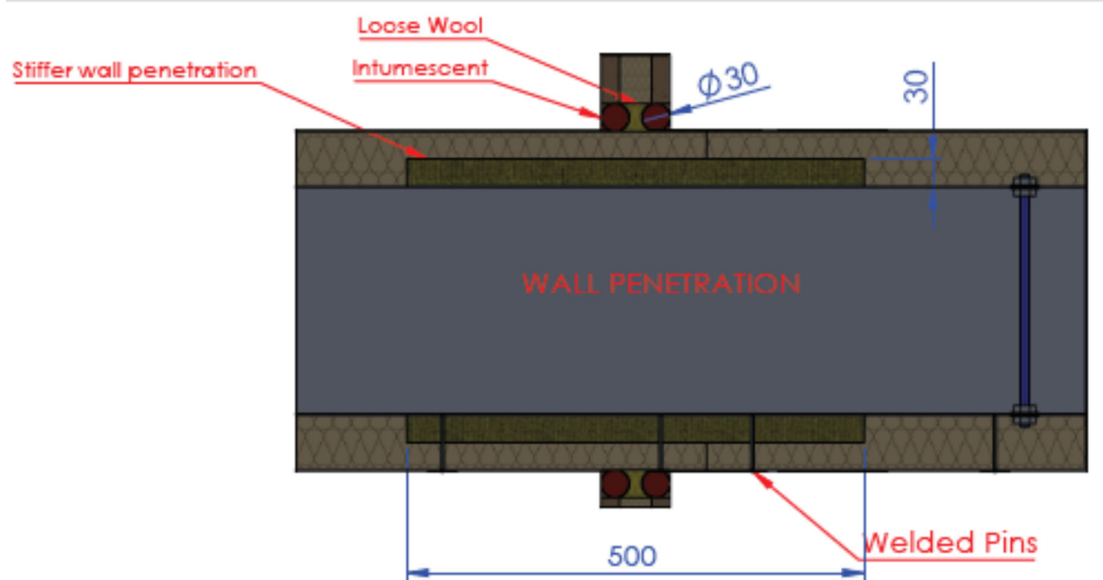 Loose Wool
Stiffer wall penetration
Intumescent
Φ30
30
WALL PENETRATION
Welded Pins
500